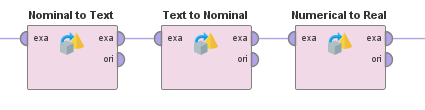 Nominal to Text
Text to Nominal
Numerical to Real
exa exa
ori
exa exa
ori
exa exa
ori